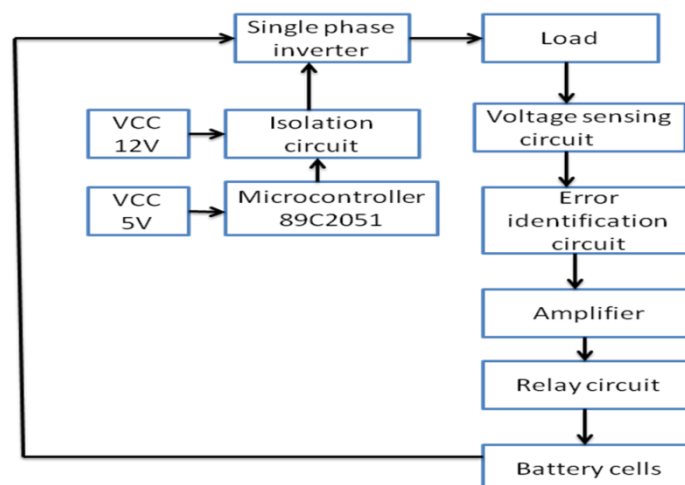 Single phase
inverter
Load
VCC
12V
Isolation
circuit
Voltage sensing
circuit
VCC
5V
Microcontroller
89C2051
Error
identification
circuit
Amplifier
Relay circuit
Battery cells